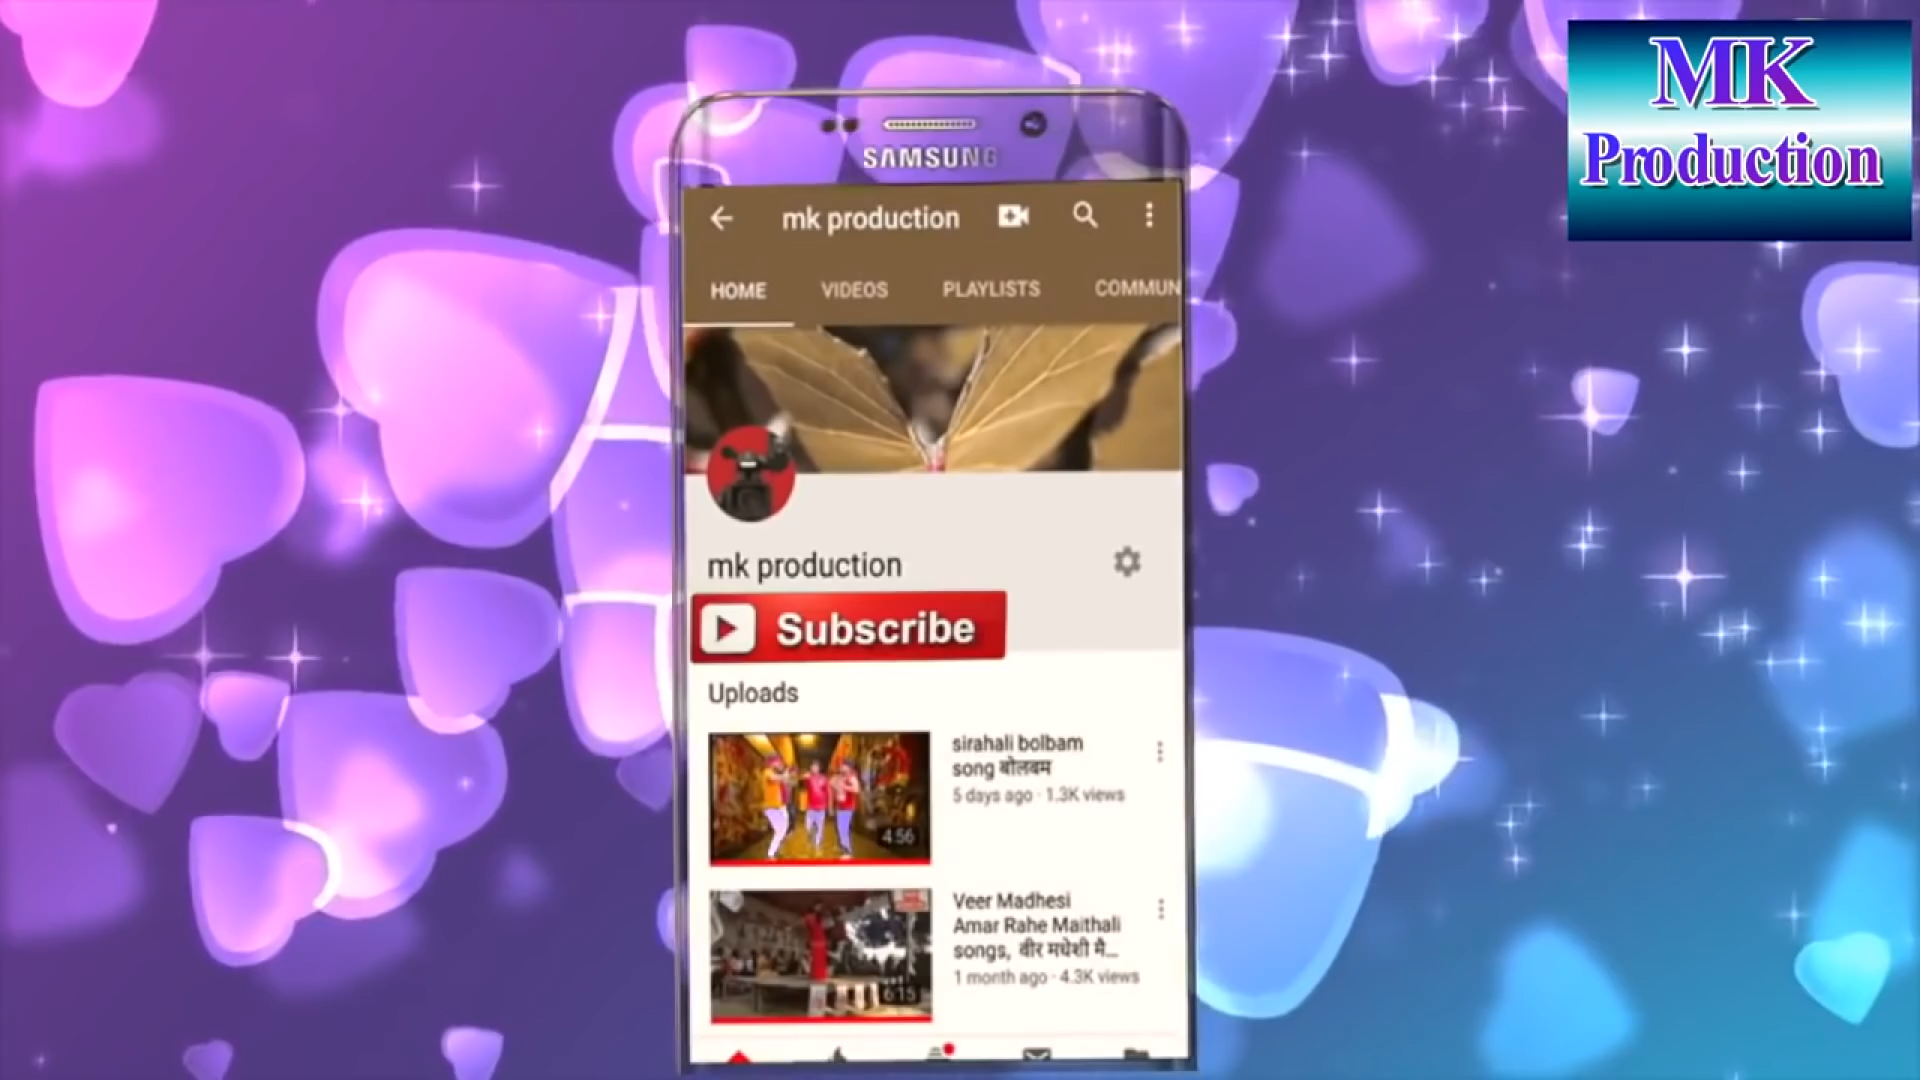 MK
Production
SAMSUNG
mk production
HOME VIDEOS PLAYLISTS COMMUN
mk production
Subscribe
Uploads
sirahali bolbam
song बोलबम
5 days ago · 1.3K views
4:56
Veer Madhesi
Amar Rahe Maithali
songs, वीर मधेशी मै...
1 month ago · 4.3K views
6:15